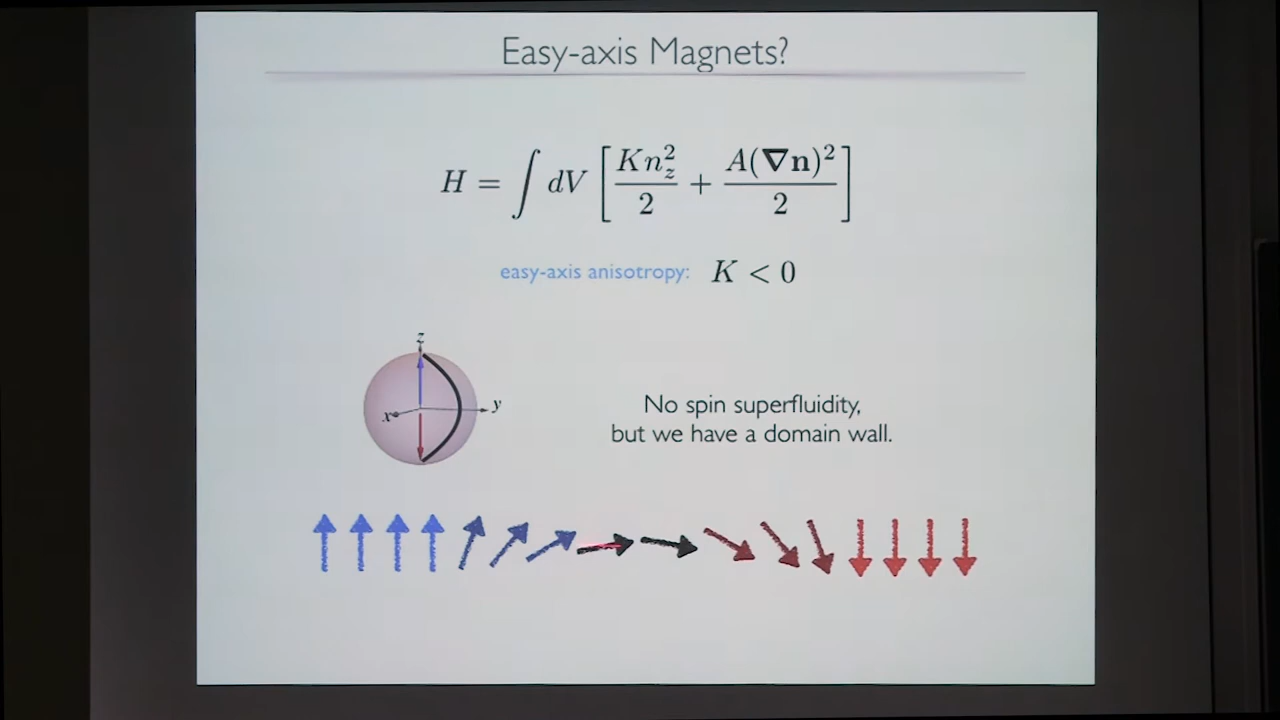 Easy-axis Magnets?
H = ∫ dV [ Kn_z^2 / 2 + A(∇n)^2 / 2 ]
easy-axis anisotropy: K < 0
z
x
y
No spin superfluidity,
but we have a domain wall.